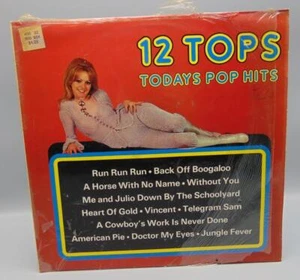 12 TOPS
TODAYS POP HITS
Run Run Run • Back Off Boogaloo
A Horse With No Name • Without You
Me and Julio Down By The Schoolyard
Heart Of Gold • Vincent • Telegram Sam
A Cowboy's Work Is Never Done
American Pie • Doctor My Eyes • Jungle Fever